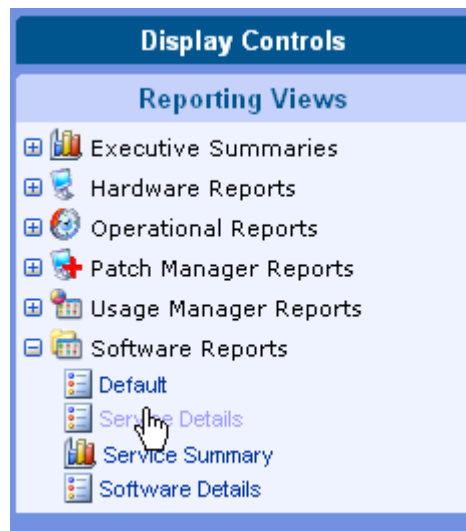 Display Controls
Reporting Views
Executive Summaries
Hardware Reports
Operational Reports
Patch Manager Reports
Usage Manager Reports
Software Reports
Default
Service Details
Service Summary
Software Details